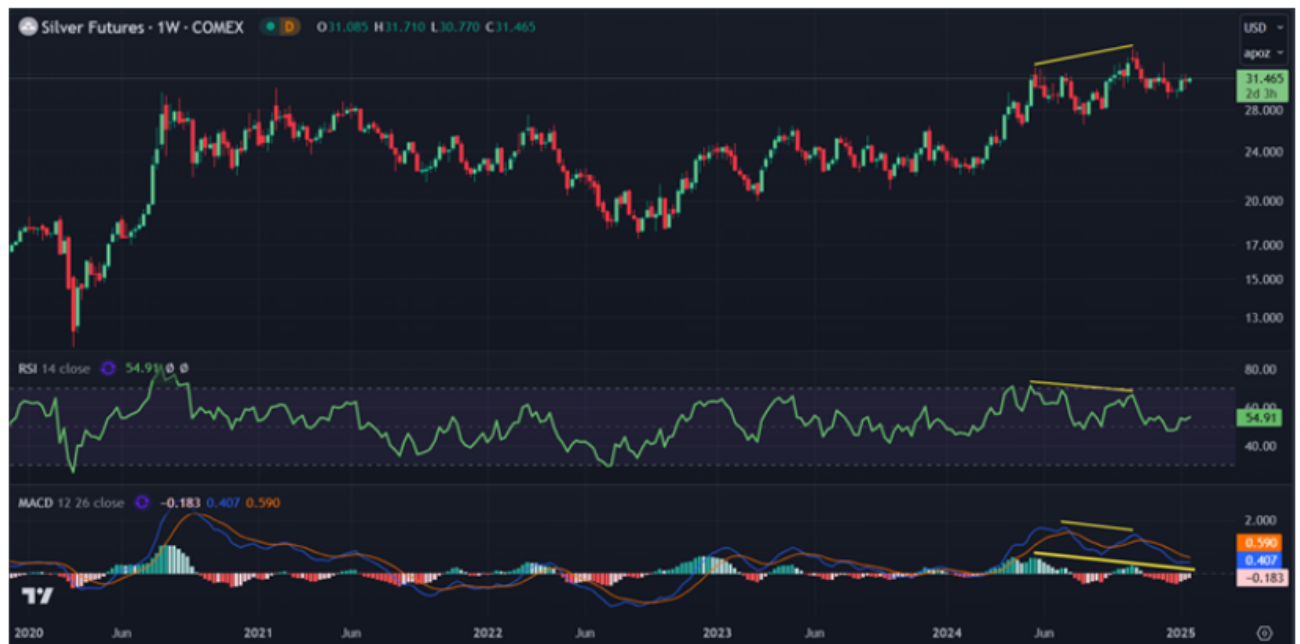 Silver Futures · 1W · COMEX D O31.085 H31.710 L30.770 C31.465
USD
apoz
31.465
2d 3h
28.000
24.000
20.000
17.000
15.000
13.000
RSI 14 close 54.91 Ø Ø
80.00
60.00
54.91
40.00
MACD 12 26 close −0.183 0.407 0.590
2.000
0.590
0.407
−0.183
2020 Jun 2021 Jun 2022 Jun 2023 Jun 2024 Jun 2025